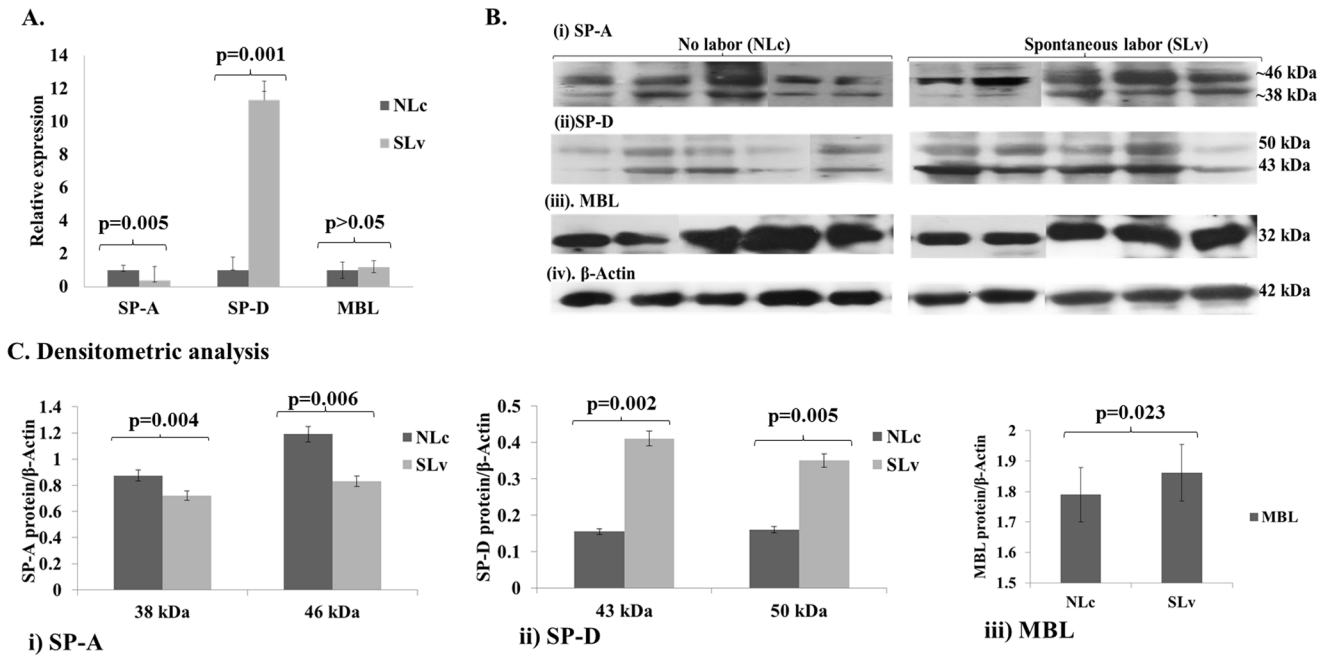 A.
14
12
10
8
6
4
2
0
Relative expression
p=0.005
p=0.001
p>0.05
NLc
SLv
SP-A
SP-D
MBL
B.
(i) SP-A
No labor (NLc)
Spontaneous labor (SLv)
~46 kDa
~38 kDa
(ii)SP-D
50 kDa
43 kDa
(iii). MBL
32 kDa
(iv). β-Actin
42 kDa
C. Densitometric analysis
SP-A protein/β-Actin
1.4
1.2
1
0.8
0.6
0.4
0.2
0
p=0.004
p=0.006
NLc
SLv
38 kDa
46 kDa
i) SP-A
SP-D protein/β-Actin
0.5
0.4
0.3
0.2
0.1
0
p=0.002
p=0.005
NLc
SLv
43 kDa
50 kDa
ii) SP-D
MBL protein/β-Actin
2
1.9
1.8
1.7
1.6
1.5
p=0.023
MBL
NLc
SLv
iii) MBL